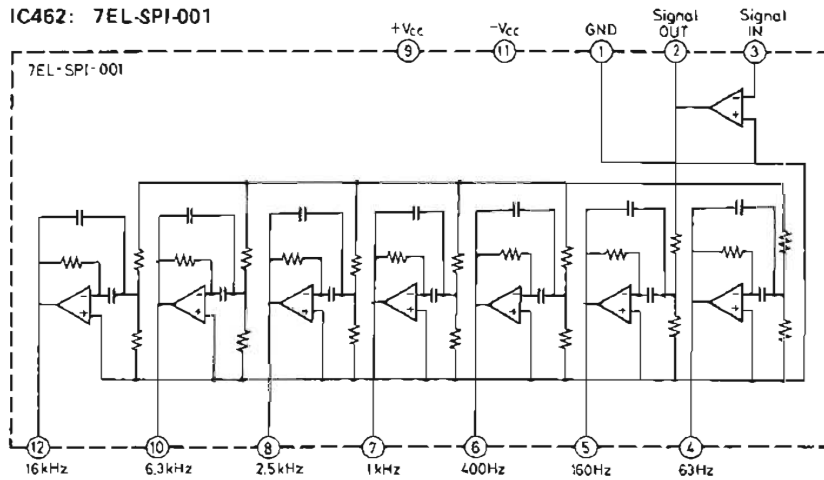 IC462: 7EL-SPI-001
+Vcc
-Vcc
GND
Signal OUT
Signal IN
9
11
1
2
3
7EL-SPI-001
-
+
-
+
-
+
-
+
-
+
-
+
-
+
-
+
12
10
8
7
6
5
4
16kHz
6.3kHz
2.5kHz
1kHz
400Hz
160Hz
63Hz